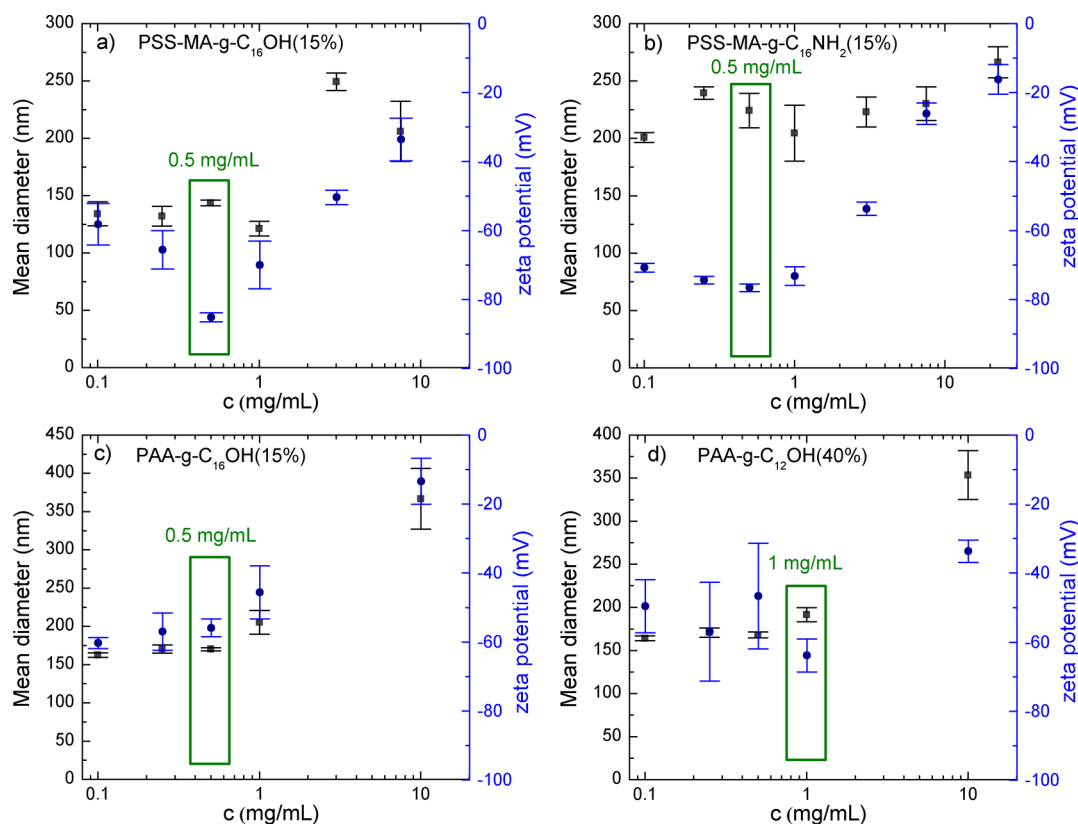 a) PSS-MA-g-C₁₆OH(15%)
0.5 mg/mL
Mean diameter (nm)
300
250
200
150
100
50
0
0
-20
-40
-60
-80
-100
zeta potential (mV)
0.1 1 10
c (mg/mL)
b) PSS-MA-g-C₁₆NH₂(15%)
0.5 mg/mL
Mean diameter (nm)
300
250
200
150
100
50
0
0
-20
-40
-60
-80
-100
zeta potential (mV)
0.1 1 10
c (mg/mL)
c) PAA-g-C₁₆OH(15%)
0.5 mg/mL
Mean diameter (nm)
450
400
350
300
250
200
150
100
50
0
0
-20
-40
-60
-80
-100
zeta potential (mV)
0.1 1 10
c (mg/mL)
d) PAA-g-C₁₂OH(40%)
1 mg/mL
Mean diameter (nm)
400
350
300
250
200
150
100
50
0
0
-20
-40
-60
-80
-100
zeta potential (mV)
0.1 1 10
c (mg/mL)